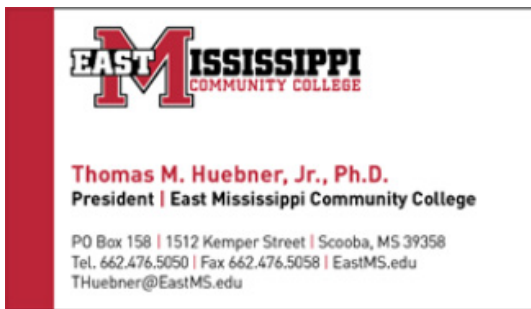 EAST MISSISSIPPI
COMMUNITY COLLEGE
Thomas M. Huebner, Jr., Ph.D.
President | East Mississippi Community College
PO Box 158 | 1512 Kemper Street | Scooba, MS 39358
Tel. 662.476.5050 | Fax 662.476.5058 | EastMS.edu
THuebner@EastMS.edu